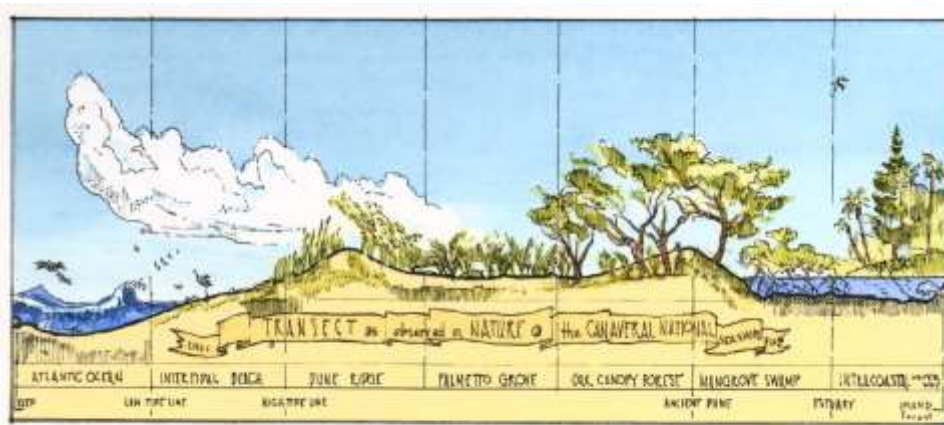 TRANSECT as observed in NATURE @ the CANAVERAL NATIONAL
ATLANTIC OCEAN INTERTIDAL BEACH DUNE RIDGE PALMETTO GROVE OAK CANOPY FOREST MANGROVE SWAMP INTRACOASTAL
LOW TIDE LINE HIGH TIDE LINE ANCIENT DUNE ESTUARY